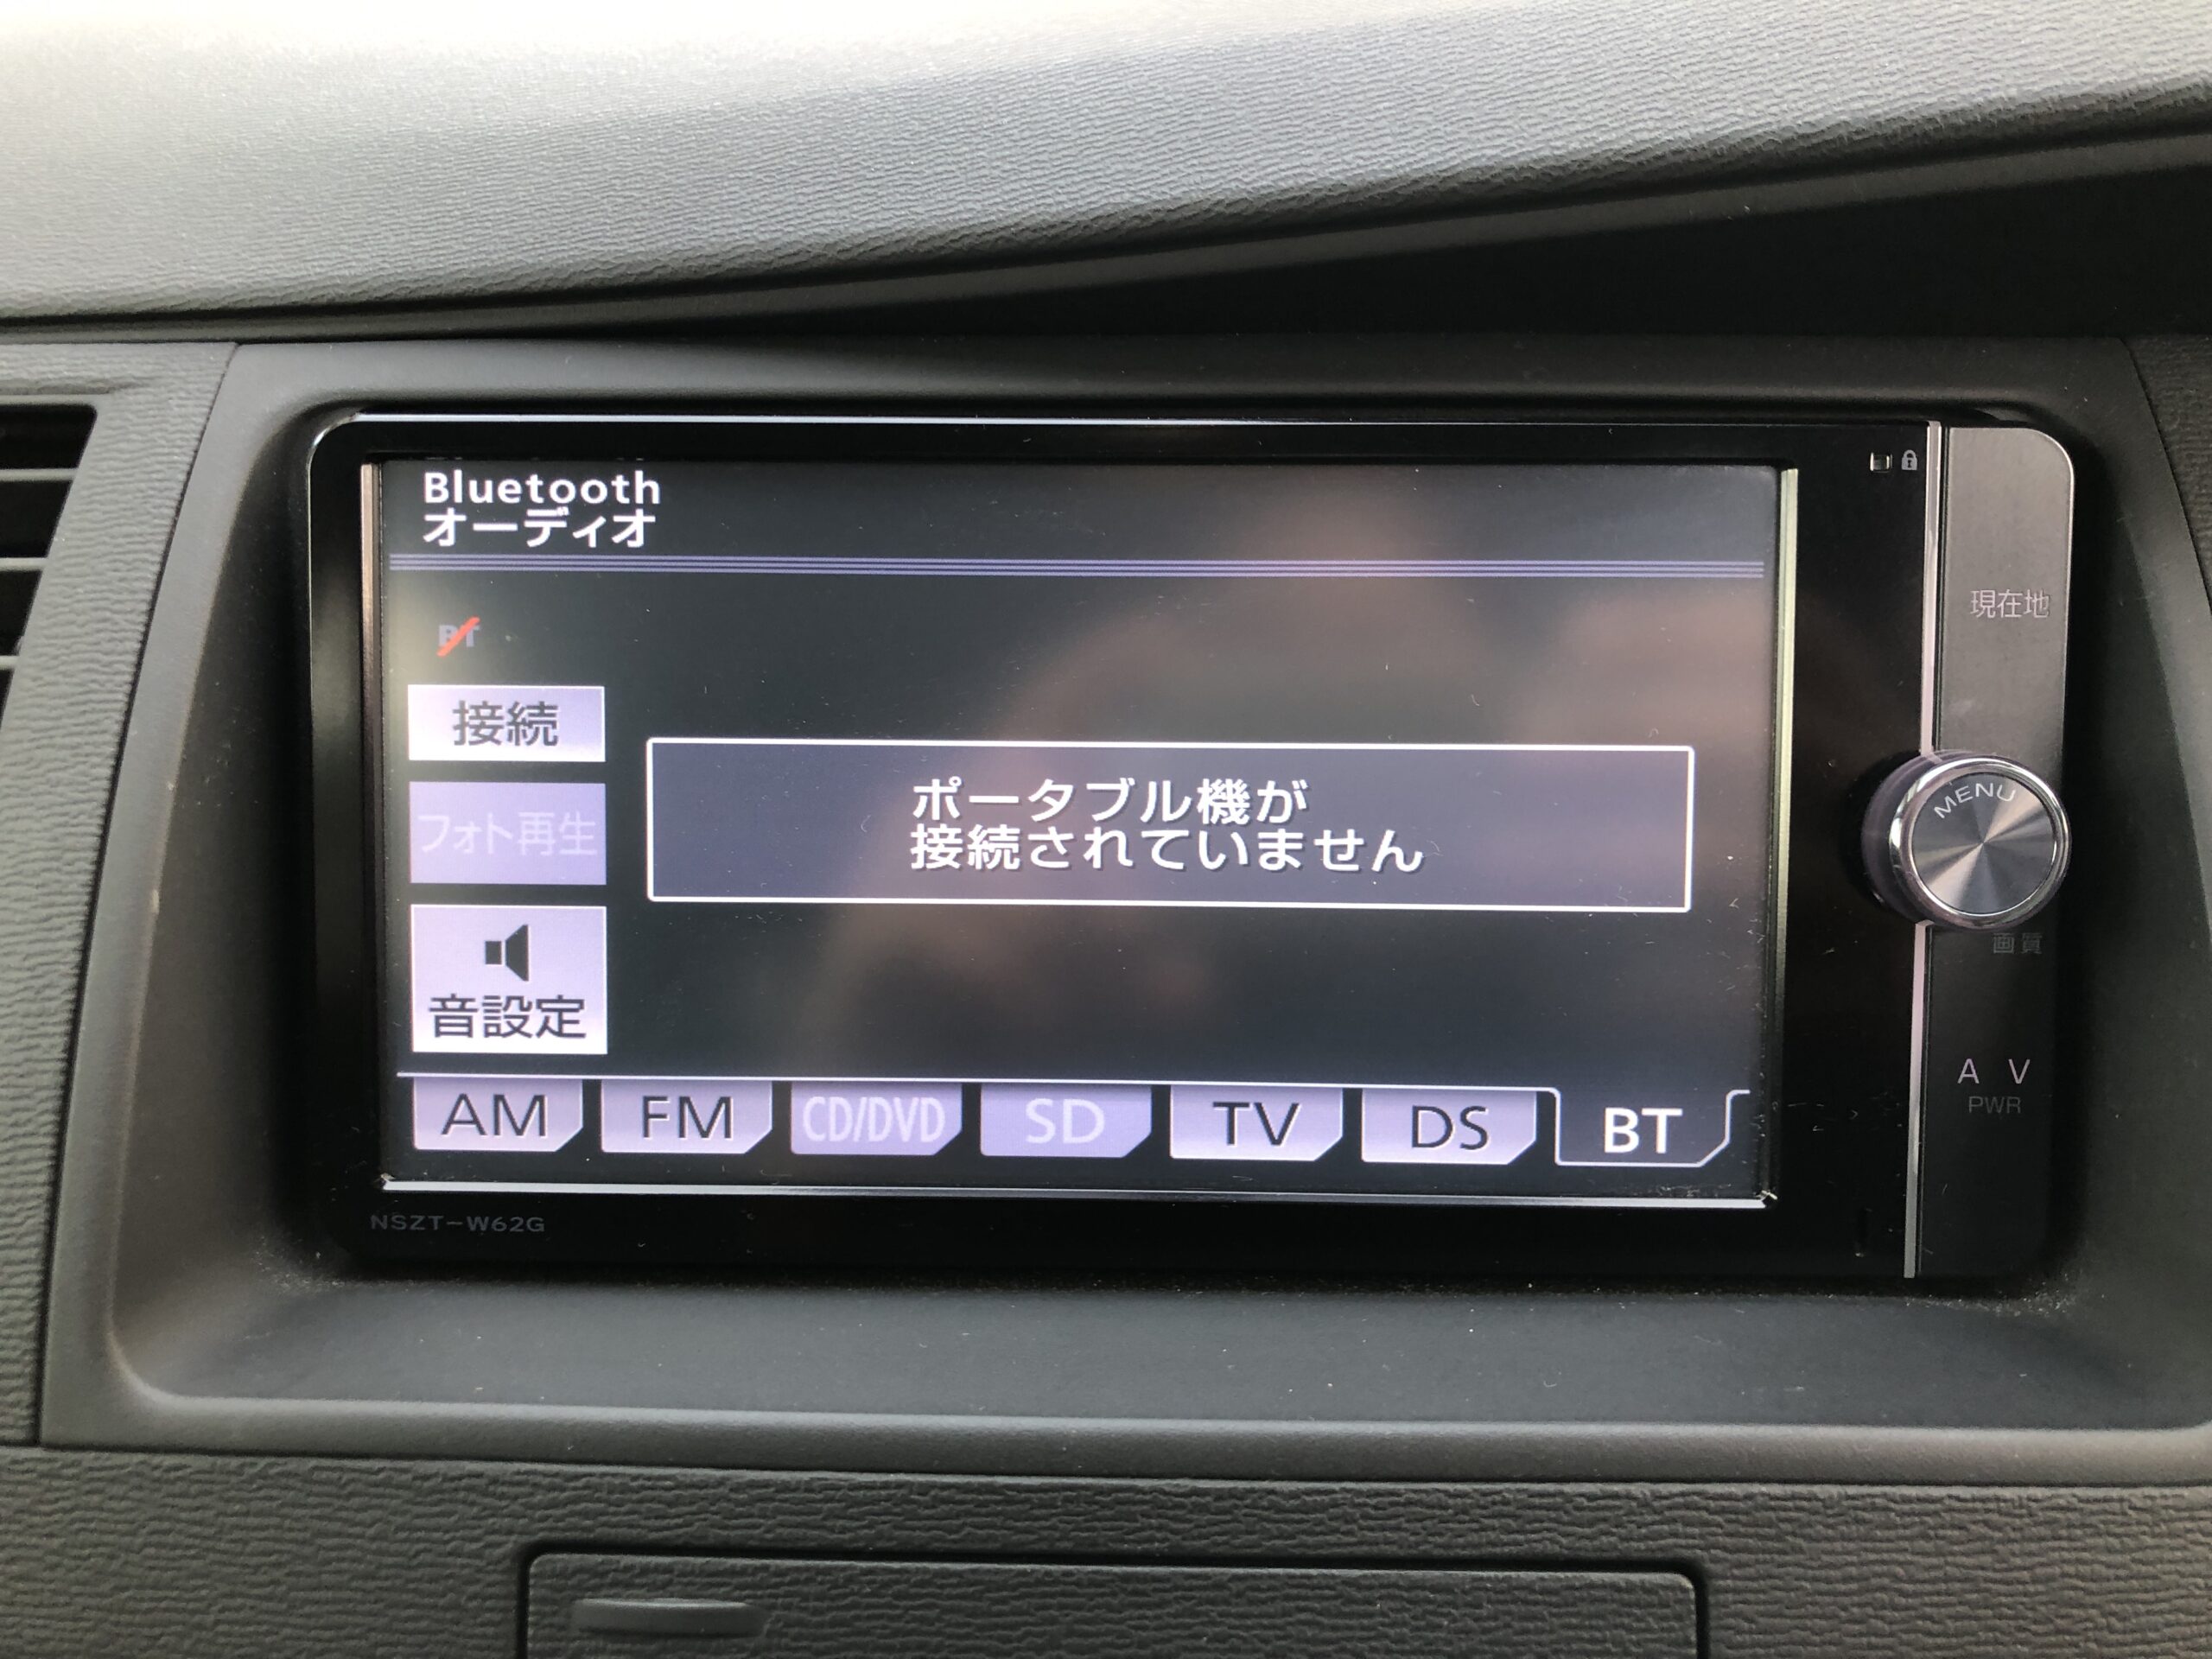 Bluetooth
オーディオ
BT
接続
フォト再生
音設定
ポータブル機が
接続されていません
AM
FM
CD/DVD
SD
TV
DS
BT
NSZT-W62G
現在地
MENU
画質
A V
PWR